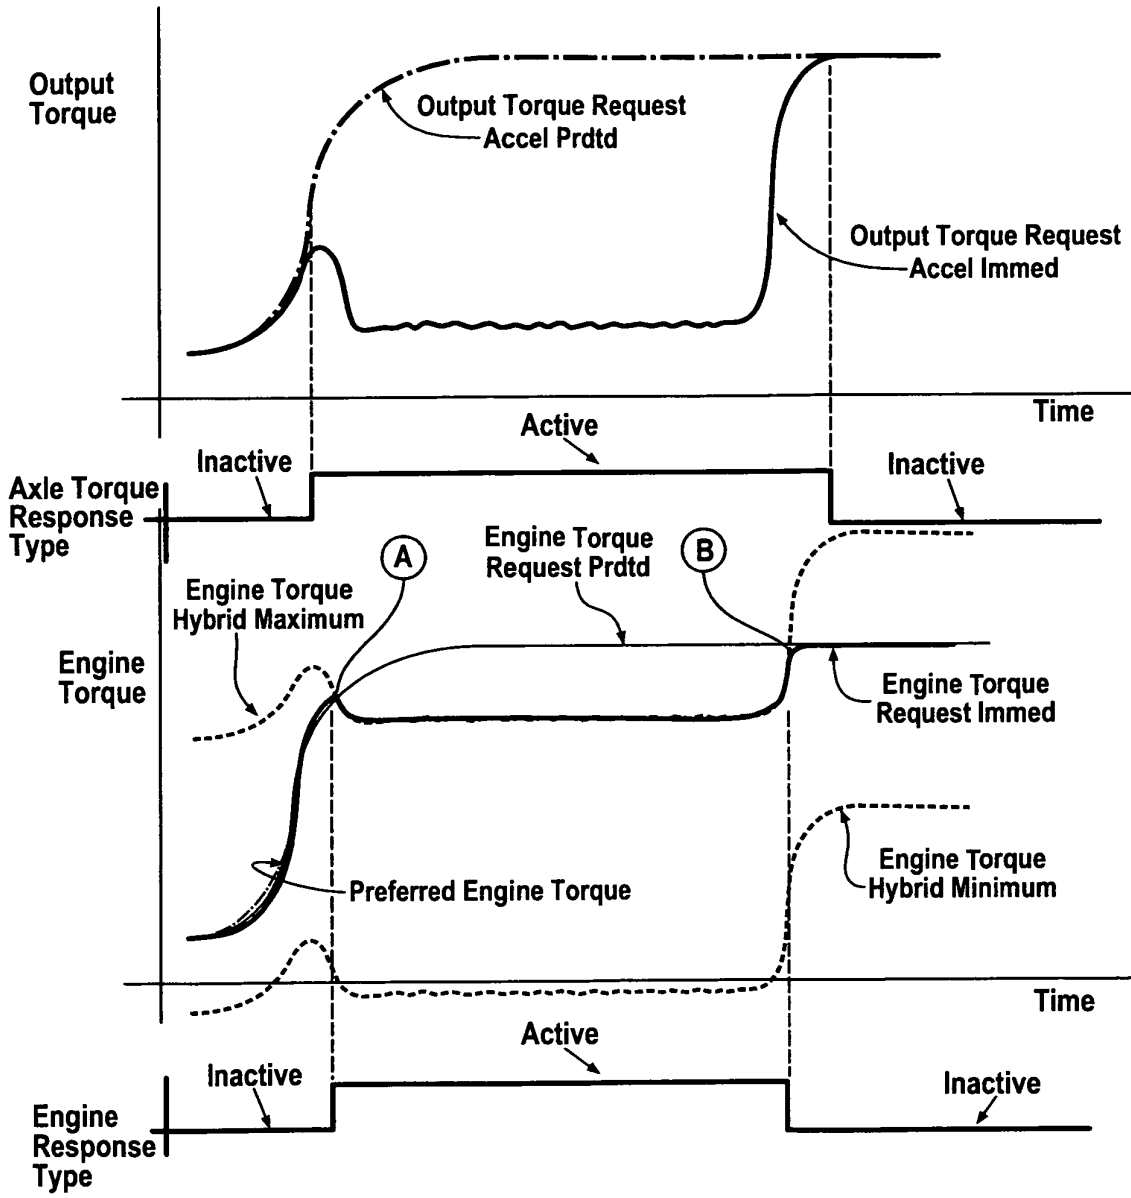 Output
Torque
Output Torque Request
Accel Prdtd
Output Torque Request
Accel Immed
Time
Active
Inactive
Inactive
Axle Torque
Response
Type
A
Engine Torque
Request Prdtd
B
Engine Torque
Hybrid Maximum
Engine
Torque
Engine Torque
Request Immed
Preferred Engine Torque
Engine Torque
Hybrid Minimum
Time
Active
Inactive
Inactive
Engine
Response
Type